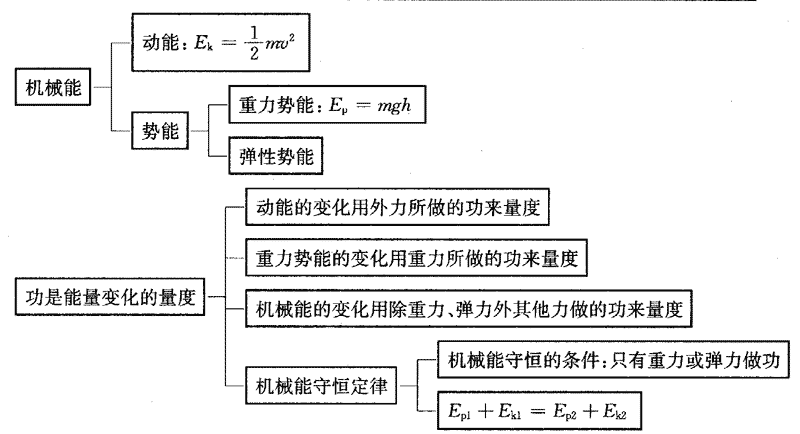 动能：Eₖ = 1/2 mv²
机械能
重力势能：Eₚ = mgh
势能
弹性势能
动能的变化用外力所做的功来量度
重力势能的变化用重力所做的功来量度
功是能量变化的量度
机械能的变化用除重力、弹力外其他力做的功来量度
机械能守恒的条件：只有重力或弹力做功
机械能守恒定律
Eₚ₁ + Eₖ₁ = Eₚ₂ + Eₖ₂